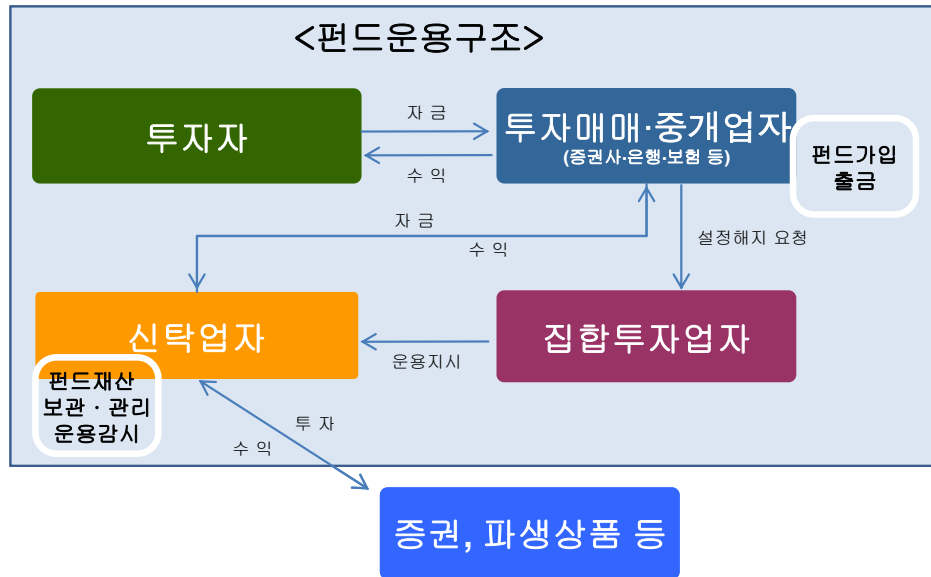 <펀드운용구조>
투자자
자 금
수 익
투자매매·중개업자
(증권사·은행·보험 등)
펀드가입
출금
자 금
수 익
설정해지 요청
신탁업자
운용지시
집합투자업자
펀드재산
보관 · 관리
운용감시
투 자
수 익
증권, 파생상품 등